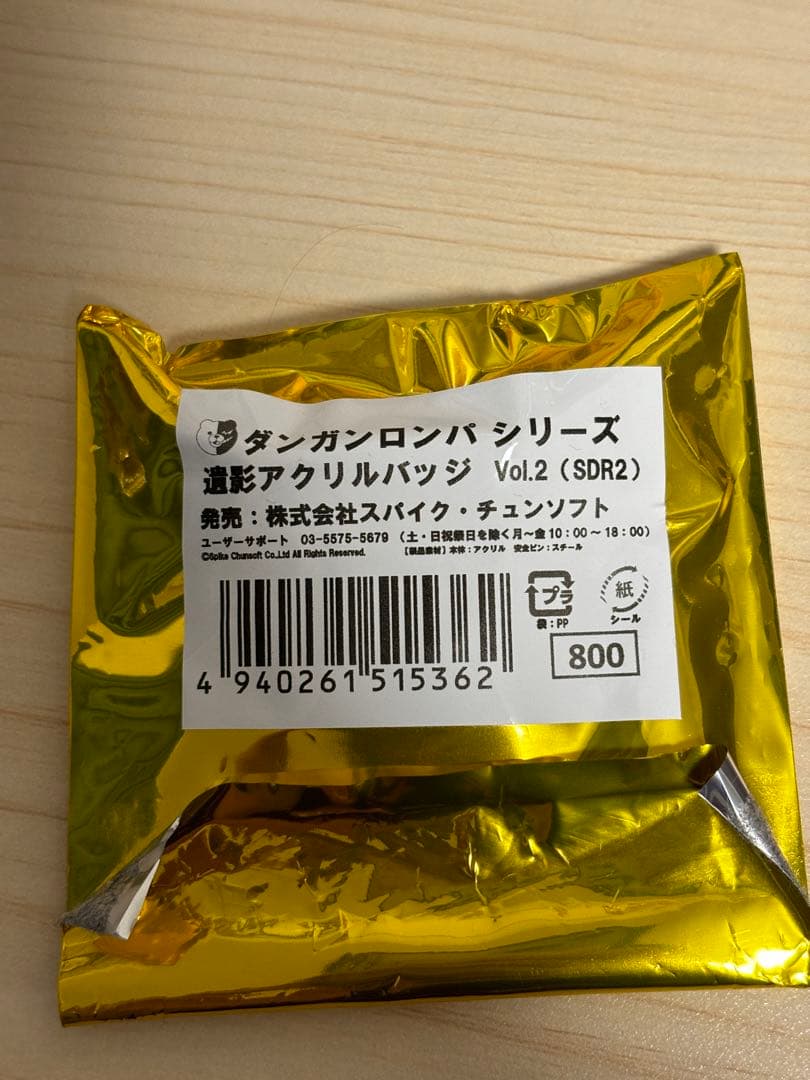 ダンガンロンパ シリーズ
遺影アクリルバッジ Vol.2（SDR2）
発売：株式会社スパイク・チュンソフト
ユーザーサポート 03-5575-5679 （土・日祝祭日を除く月～金10：00～18：00）
©Spike Chunsoft Co.,Ltd All Rights Reserved. 【製品素材】本体：アクリル 安全ピン：スチール
プラ
袋：PP
紙
シール
800
4 940261 515362